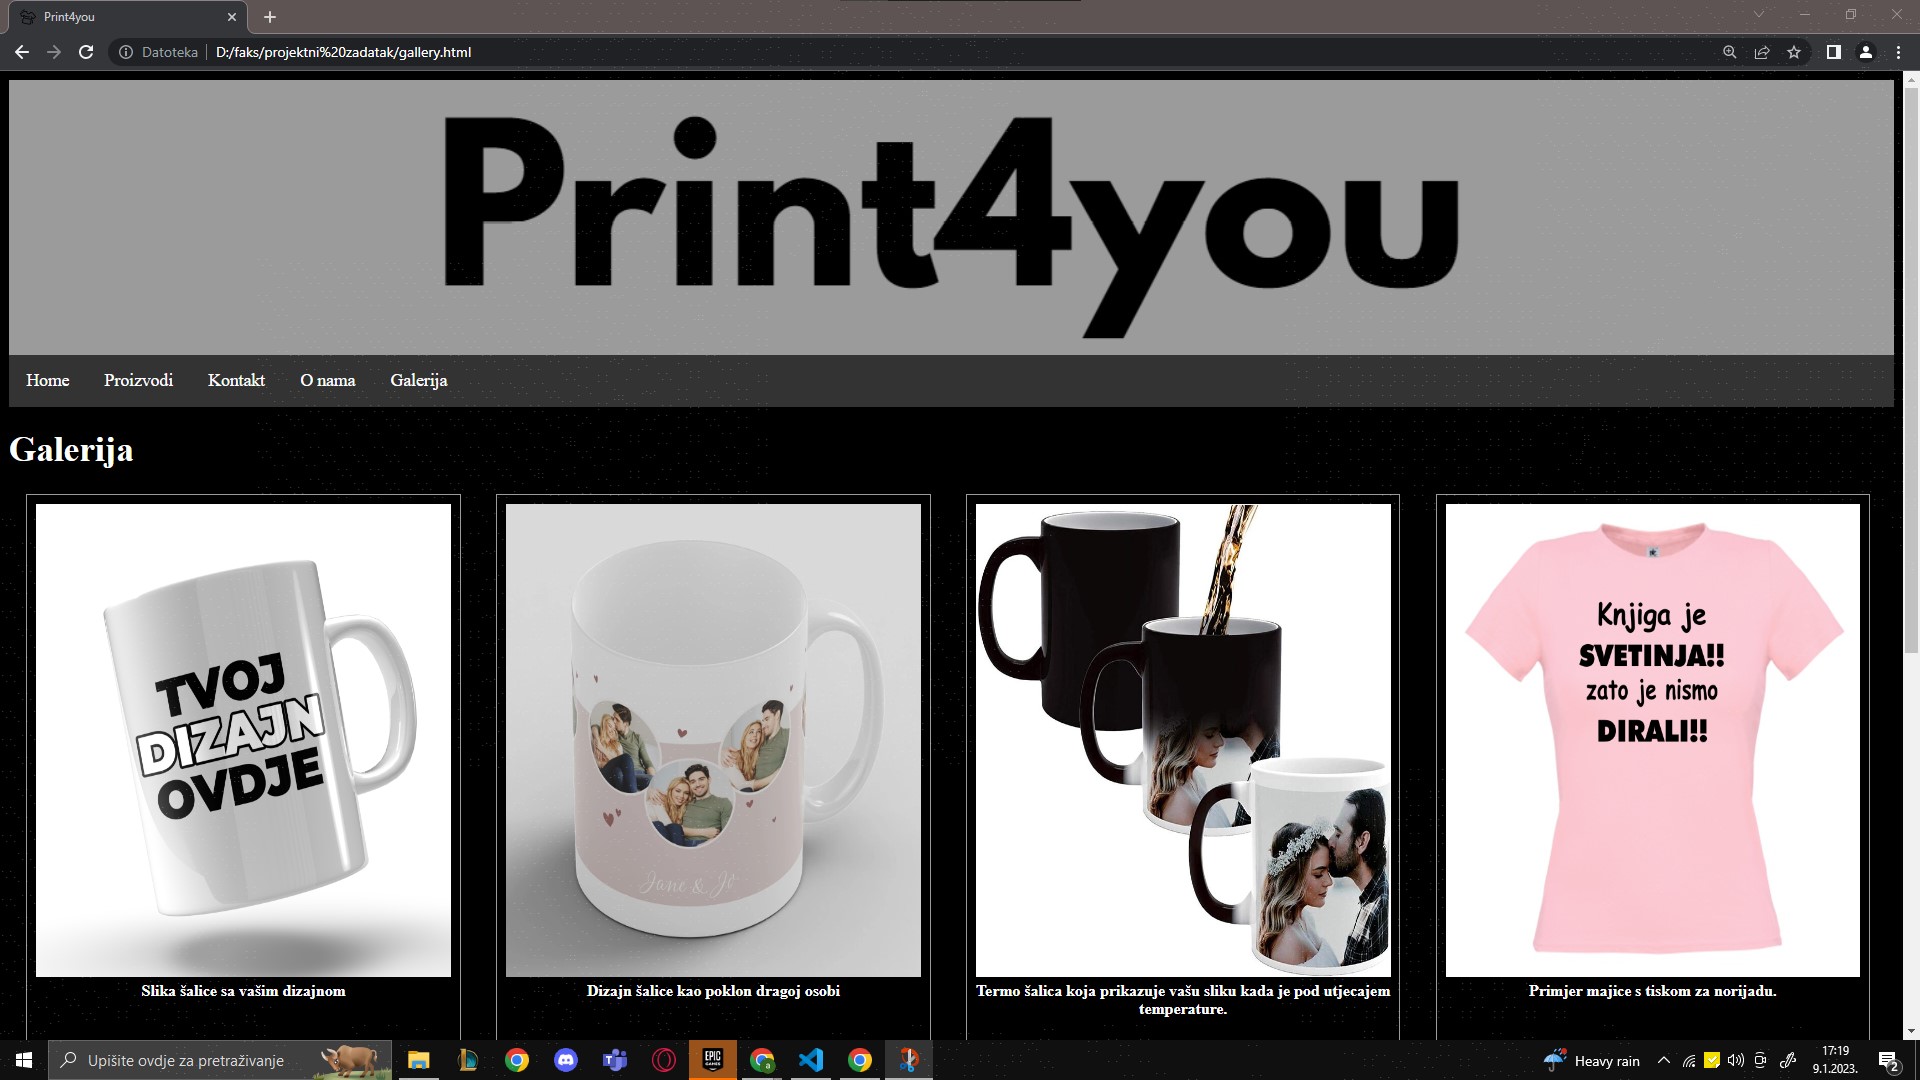 Print4you
Datoteka
D:/faks/projektni%20zadatak/gallery.html
Print4you
Home
Proizvodi
Kontakt
O nama
Galerija
Galerija
TVOJ
DIZAJN
OVDJE
Slika šalice sa vašim dizajnom
Jane & Jo
Dizajn šalice kao poklon dragoj osobi
Termo šalica koja prikazuje vašu sliku kada je pod utjecajem
temperature.
Knjiga je
SVETINJA!!
zato je nismo
DIRALI!!
Primjer majice s tiskom za norijadu.
Upišite ovdje za pretraživanje
EPIC
GAMES
a
Heavy rain
17:19
9.1.2023.
2